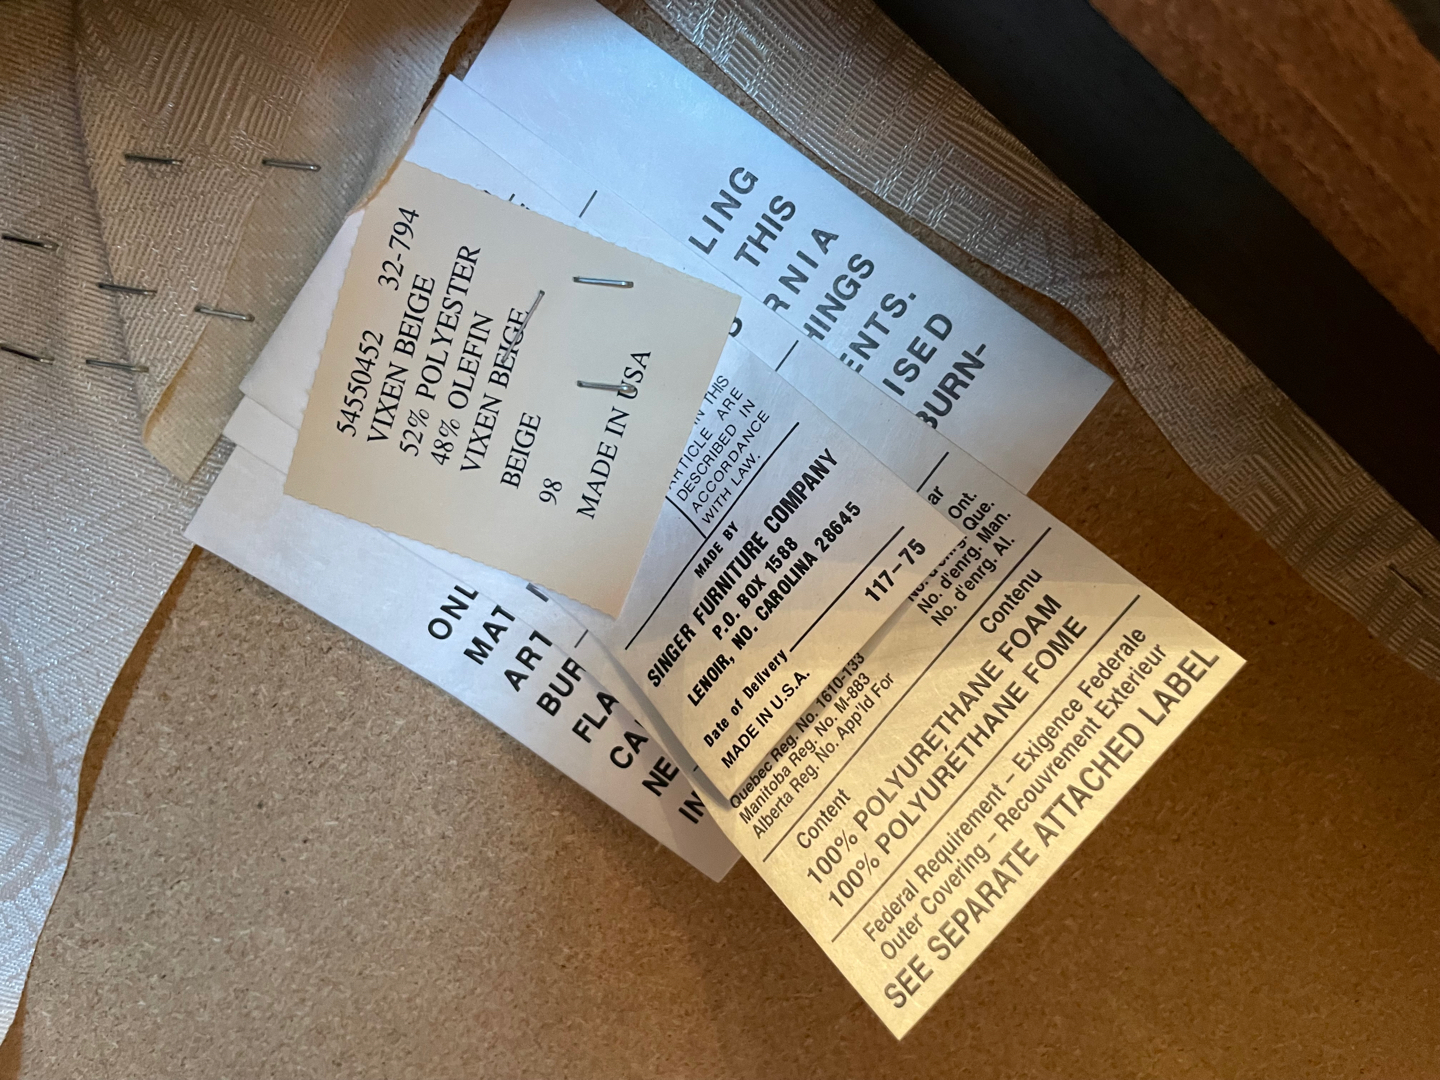 54550452 32-794
VIXEN BEIGE
52% POLYESTER
48% OLEFIN
VIXEN BEIGE
BEIGE
98
MADE IN USA
LING
THIS
RNIA
HINGS
ENTS.
ISED
BURN-
IN THIS
ARTICLE ARE
DESCRIBED IN
ACCORDANCE
WITH LAW.
MADE BY
SINGER FURNITURE COMPANY
P.O. BOX 1588
LENOIR, NO. CAROLINA 28645
117-75
Date of Delivery
MADE IN U.S.A.
ONL
MAT
ART
BUR
FLA
CA
NE
IN
ar
Ont.
No. d'enrg. Que.
No. d'enrg. Man.
No. d'enrg. Al.
Quebec Reg. No. 1610-133
Manitoba Reg. No. M-883
Alberta Reg. No. App'ld For
Content Contenu
100% POLYURETHANE FOAM
100% POLYURÉTHANE FOME
Federal Requirement - Exigence Federale
Outer Covering - Recouvrement Exterieur
SEE SEPARATE ATTACHED LABEL